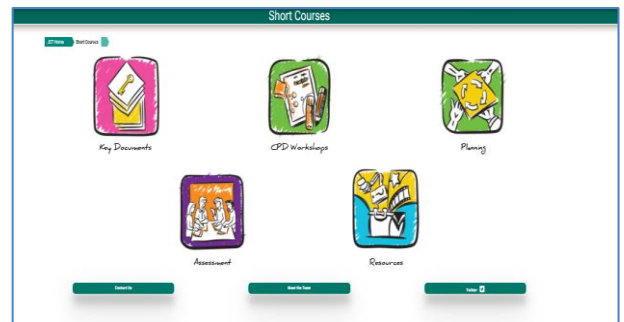 Short Courses
JCT Home Short Courses
Key Documents
CPD Workshops
Planning
Assessment
Resources
Contact Us
Meet the Team
Twitter